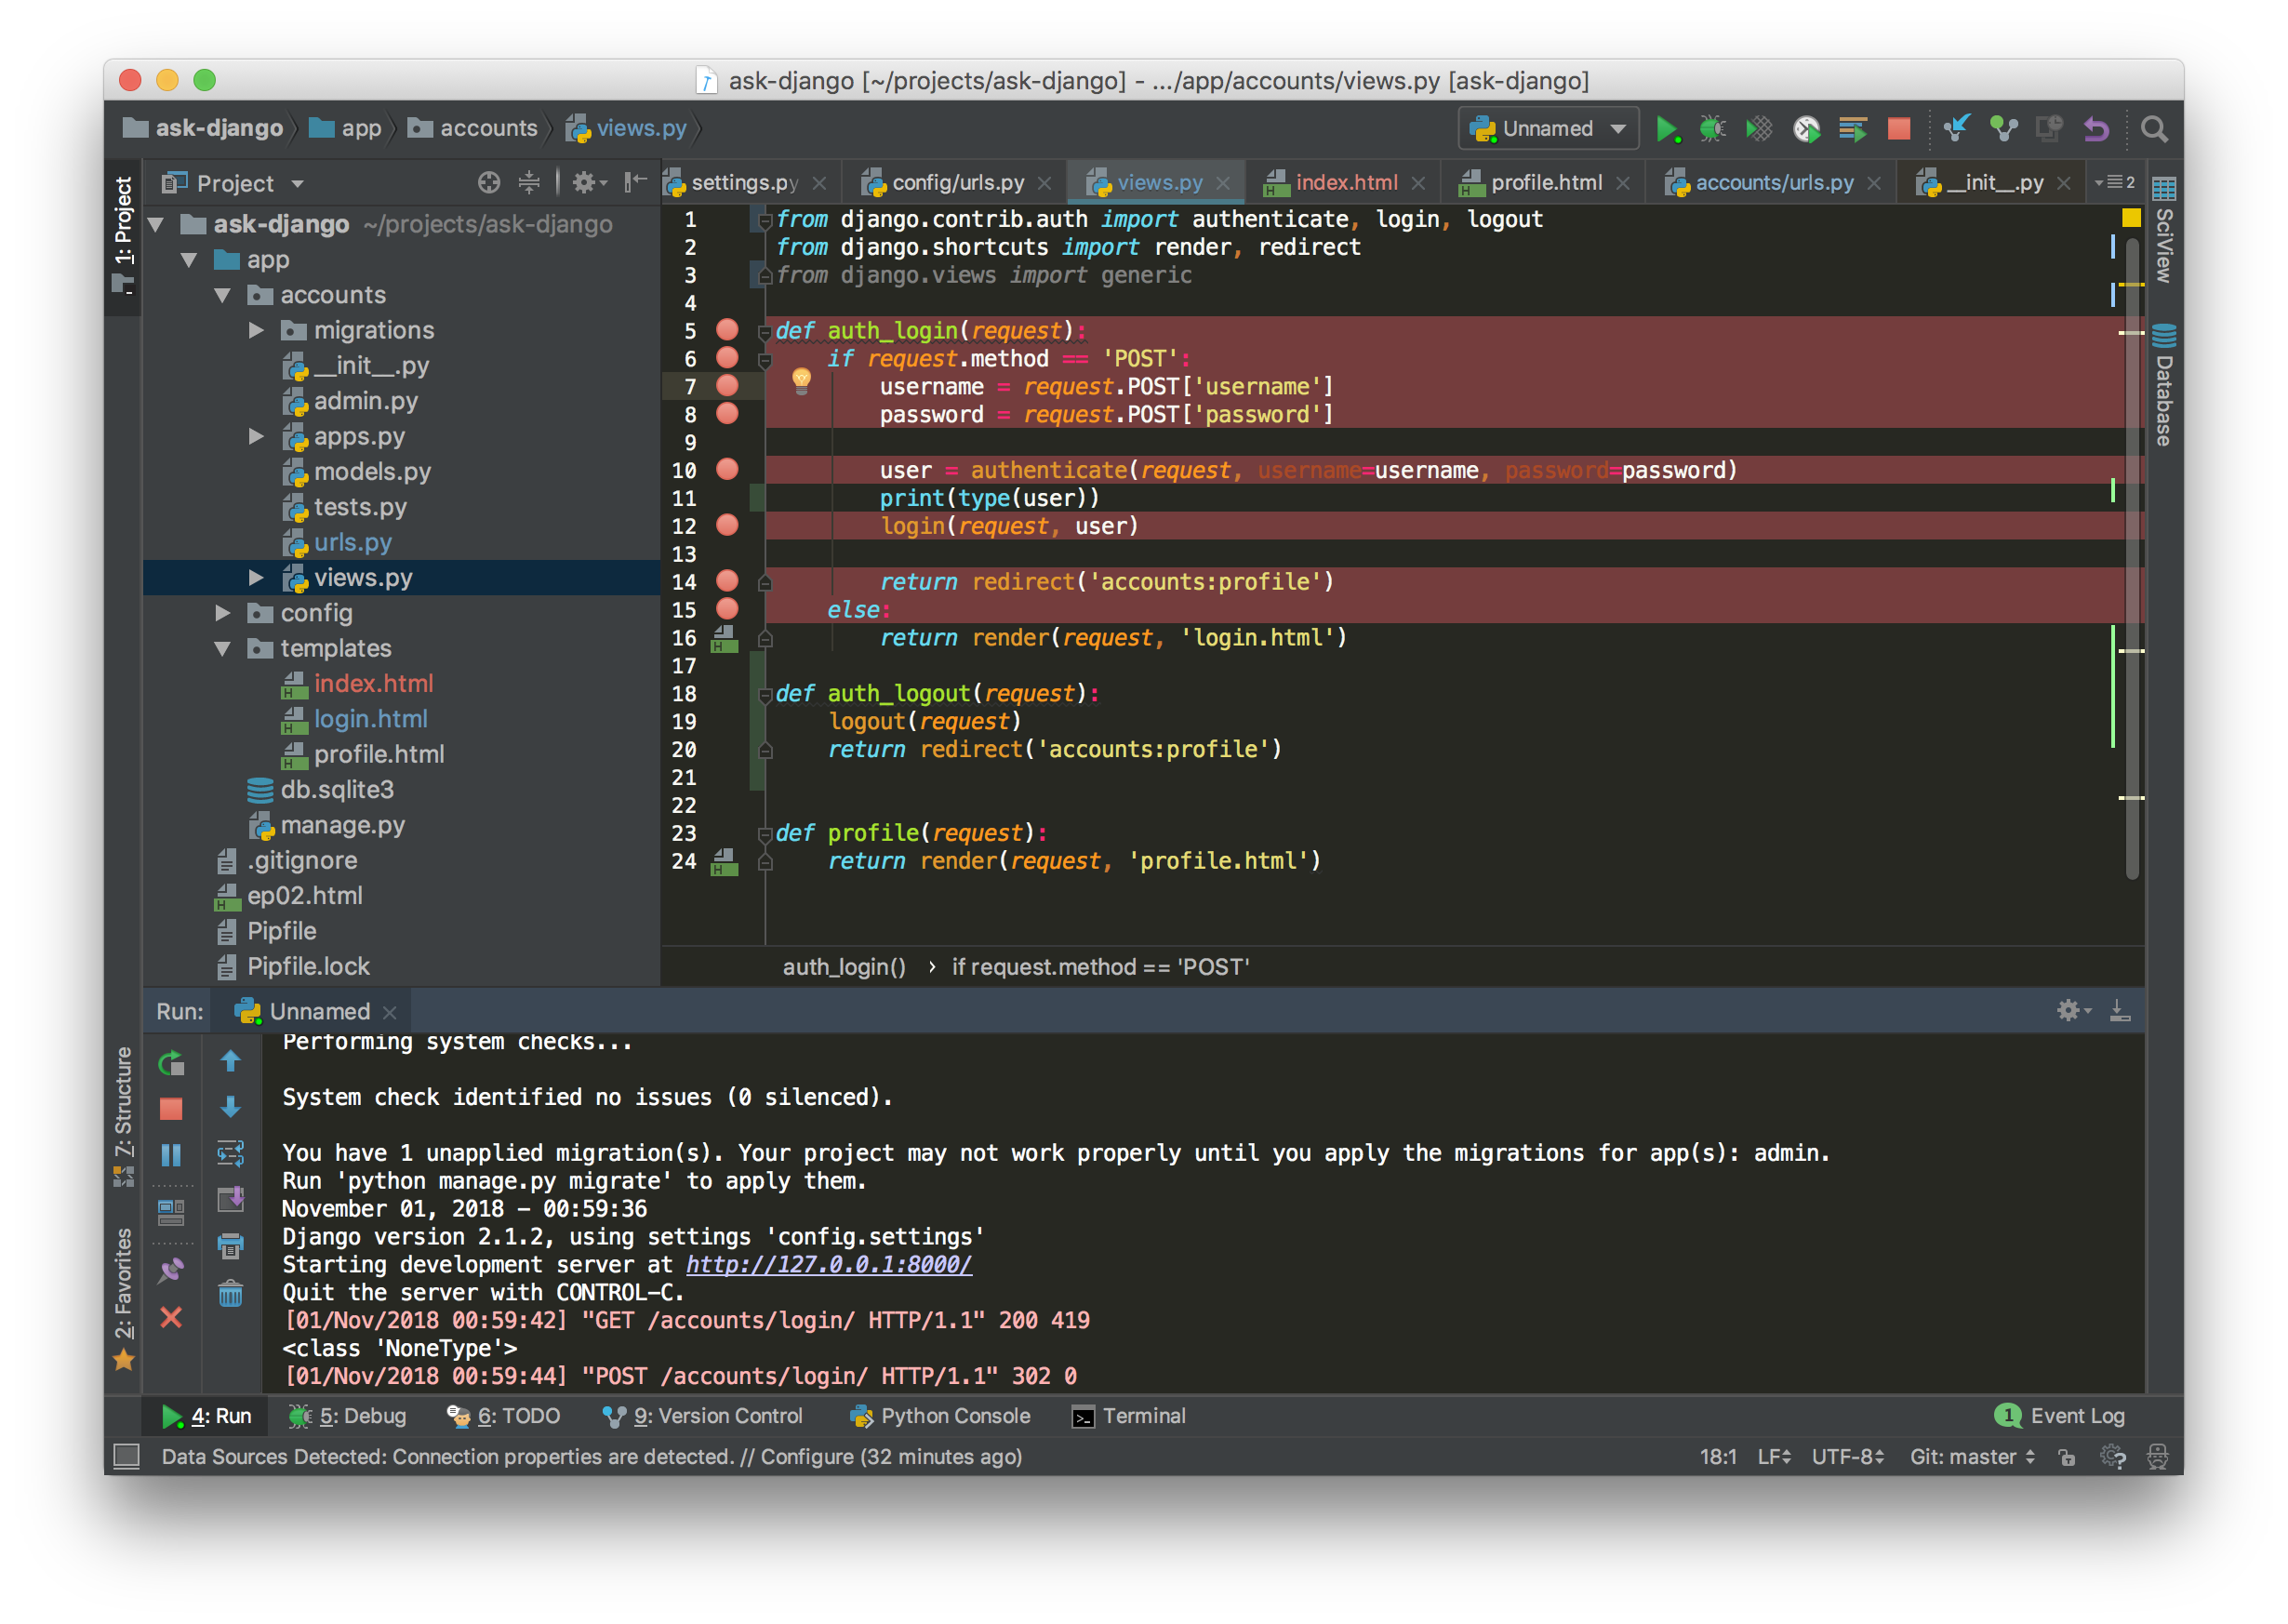 ask-django [~/projects/ask-django] - .../app/accounts/views.py [ask-django]
ask-django app accounts views.py Unnamed
1: Project
Project
settings.py config/urls.py views.py index.html profile.html accounts/urls.py __init__.py 2
ask-django ~/projects/ask-django
app
accounts
migrations
__init__.py
admin.py
apps.py
models.py
tests.py
urls.py
views.py
config
templates
index.html
login.html
profile.html
db.sqlite3
manage.py
.gitignore
ep02.html
Pipfile
Pipfile.lock
1 from django.contrib.auth import authenticate, login, logout
2 from django.shortcuts import render, redirect
3 from django.views import generic
4
5 def auth_login(request):
6 if request.method == 'POST':
7 username = request.POST['username']
8 password = request.POST['password']
9
10 user = authenticate(request, username=username, password=password)
11 print(type(user))
12 login(request, user)
13
14 return redirect('accounts:profile')
15 else:
16 return render(request, 'login.html')
17
18 def auth_logout(request):
19 logout(request)
20 return redirect('accounts:profile')
21
22
23 def profile(request):
24 return render(request, 'profile.html')
auth_login() › if request.method == 'POST'
SciView
Database
Run: Unnamed
7: Structure
2: Favorites
Performing system checks...
System check identified no issues (0 silenced).
You have 1 unapplied migration(s). Your project may not work properly until you apply the migrations for app(s): admin.
Run 'python manage.py migrate' to apply them.
November 01, 2018 - 00:59:36
Django version 2.1.2, using settings 'config.settings'
Starting development server at http://127.0.0.1:8000/
Quit the server with CONTROL-C.
[01/Nov/2018 00:59:42] "GET /accounts/login/ HTTP/1.1" 200 419
<class 'NoneType'>
[01/Nov/2018 00:59:44] "POST /accounts/login/ HTTP/1.1" 302 0
4: Run 5: Debug 6: TODO 9: Version Control Python Console Terminal 1 Event Log
Data Sources Detected: Connection properties are detected. // Configure (32 minutes ago) 18:1 LF UTF-8 Git: master